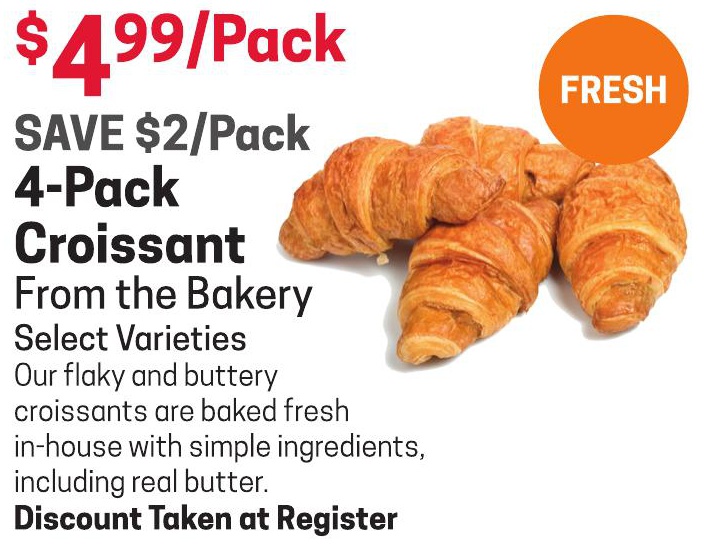 $4.99/Pack
FRESH
SAVE $2/Pack
4-Pack
Croissant
From the Bakery
Select Varieties
Our flaky and buttery
croissants are baked fresh
in-house with simple ingredients,
including real butter.
Discount Taken at Register